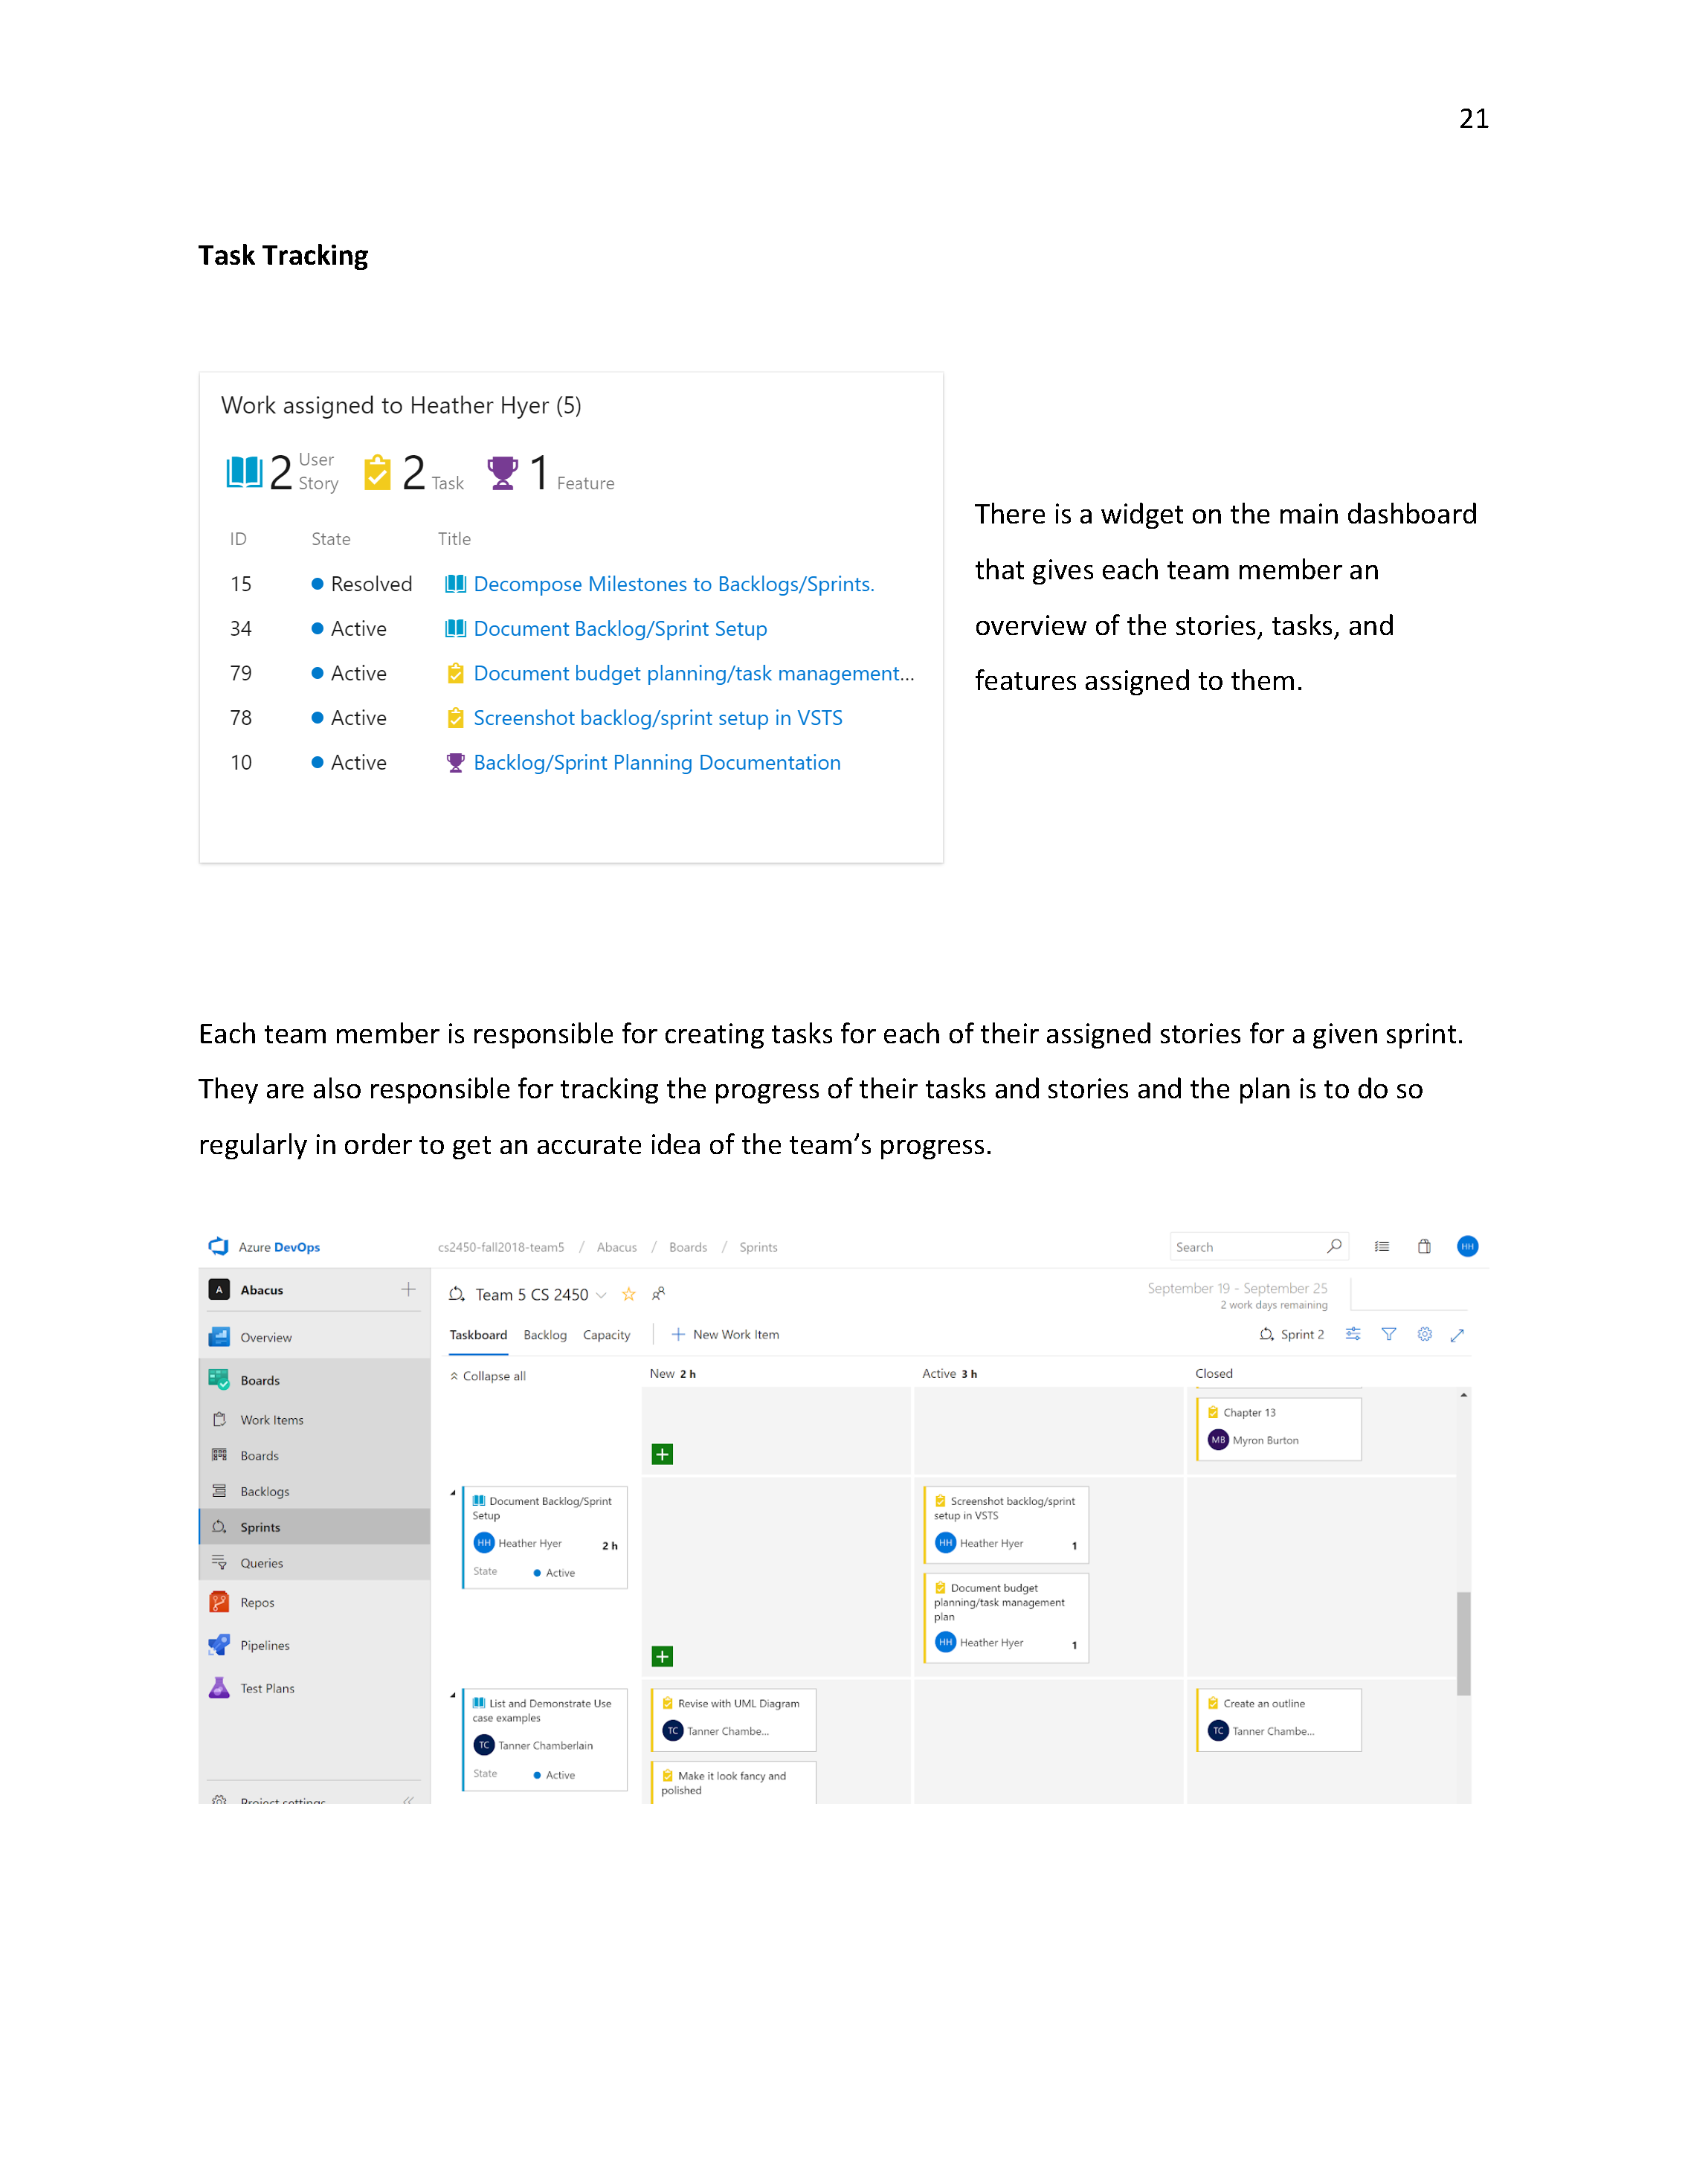 21
Task Tracking
Work assigned to Heather Hyer (5)
2 User Story 2 Task 1 Feature
ID State Title
15 Resolved Decompose Milestones to Backlogs/Sprints.
34 Active Document Backlog/Sprint Setup
79 Active Document budget planning/task management...
78 Active Screenshot backlog/sprint setup in VSTS
10 Active Backlog/Sprint Planning Documentation
There is a widget on the main dashboard
that gives each team member an
overview of the stories, tasks, and
features assigned to them.
Each team member is responsible for creating tasks for each of their assigned stories for a given sprint.
They are also responsible for tracking the progress of their tasks and stories and the plan is to do so
regularly in order to get an accurate idea of the team's progress.
Azure DevOps cs2450-fall2018-team5 / Abacus / Boards / Sprints Search HH
A Abacus
Overview
Boards
Work Items
Boards
Backlogs
Sprints
Queries
Repos
Pipelines
Test Plans
Project settings
Team 5 CS 2450
September 19 - September 25
2 work days remaining
Taskboard Backlog Capacity New Work Item Sprint 2
Collapse all New 2 h Active 3 h Closed
Chapter 13
MB Myron Burton
Document Backlog/Sprint
Setup
HH Heather Hyer 2 h
State Active
Screenshot backlog/sprint
setup in VSTS
HH Heather Hyer 1
Document budget
planning/task management
plan
HH Heather Hyer 1
List and Demonstrate Use
case examples
TC Tanner Chamberlain
State Active
Revise with UML Diagram
TC Tanner Chambe...
Make it look fancy and
polished
Create an outline
TC Tanner Chambe...